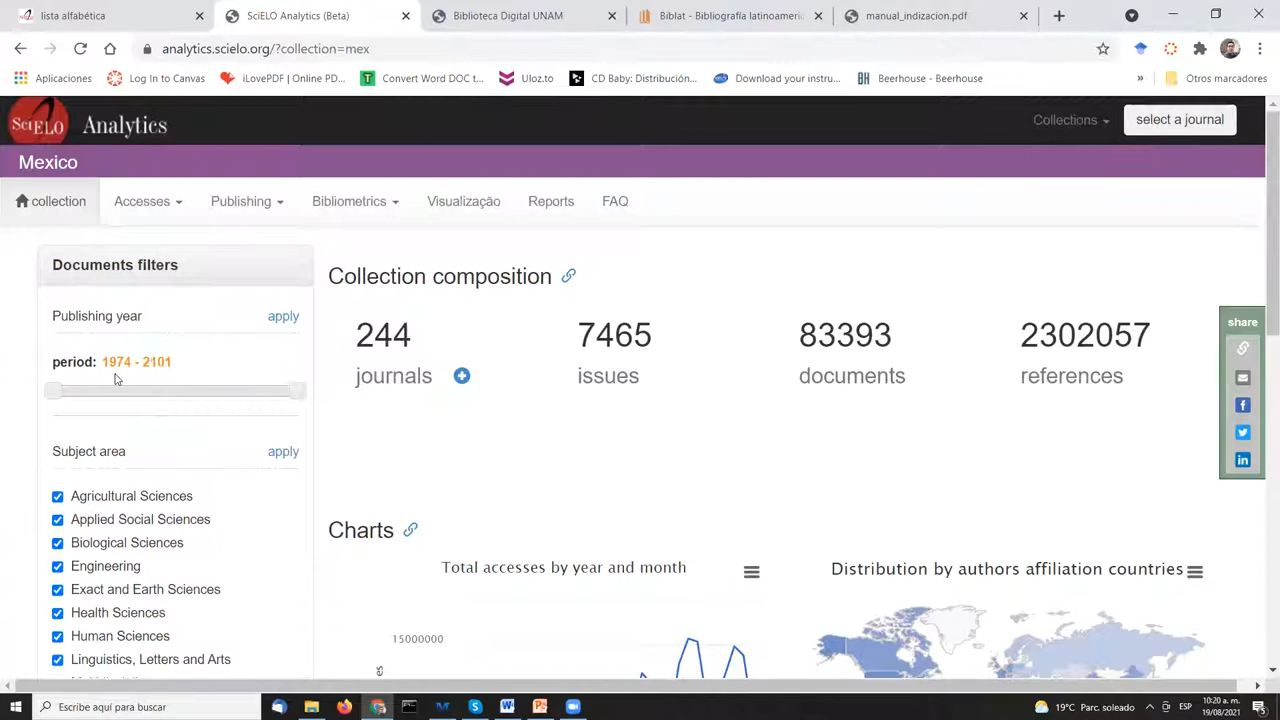 lista alfabética
SciELO Analytics (Beta)
Biblioteca Digital UNAM
Biblat - Bibliografía latinoameri
manual_indizacion.pdf
analytics.scielo.org/?collection=mex
Aplicaciones
Log In to Canvas
iLovePDF | Online PD...
Convert Word DOC t...
Uloz.to
CD Baby: Distribución...
Download your instru...
BH Beerhouse - Beerhouse
»
Otros marcadores
SciELO Analytics
Collections
select a journal
Mexico
collection
Accesses
Publishing
Bibliometrics
Visualização
Reports
FAQ
Documents filters
Publishing year apply
period: 1974 - 2101
Subject area apply
Agricultural Sciences
Applied Social Sciences
Biological Sciences
Engineering
Exact and Earth Sciences
Health Sciences
Human Sciences
Linguistics, Letters and Arts
Collection composition
244 7465 83393 2302057
journals issues documents references
share
Charts
Total accesses by year and month
Distribution by authors affiliation countries
15000000
Escribe aquí para buscar
19°C Parc. soleado
ESP
10:20 a. m.
19/08/2021